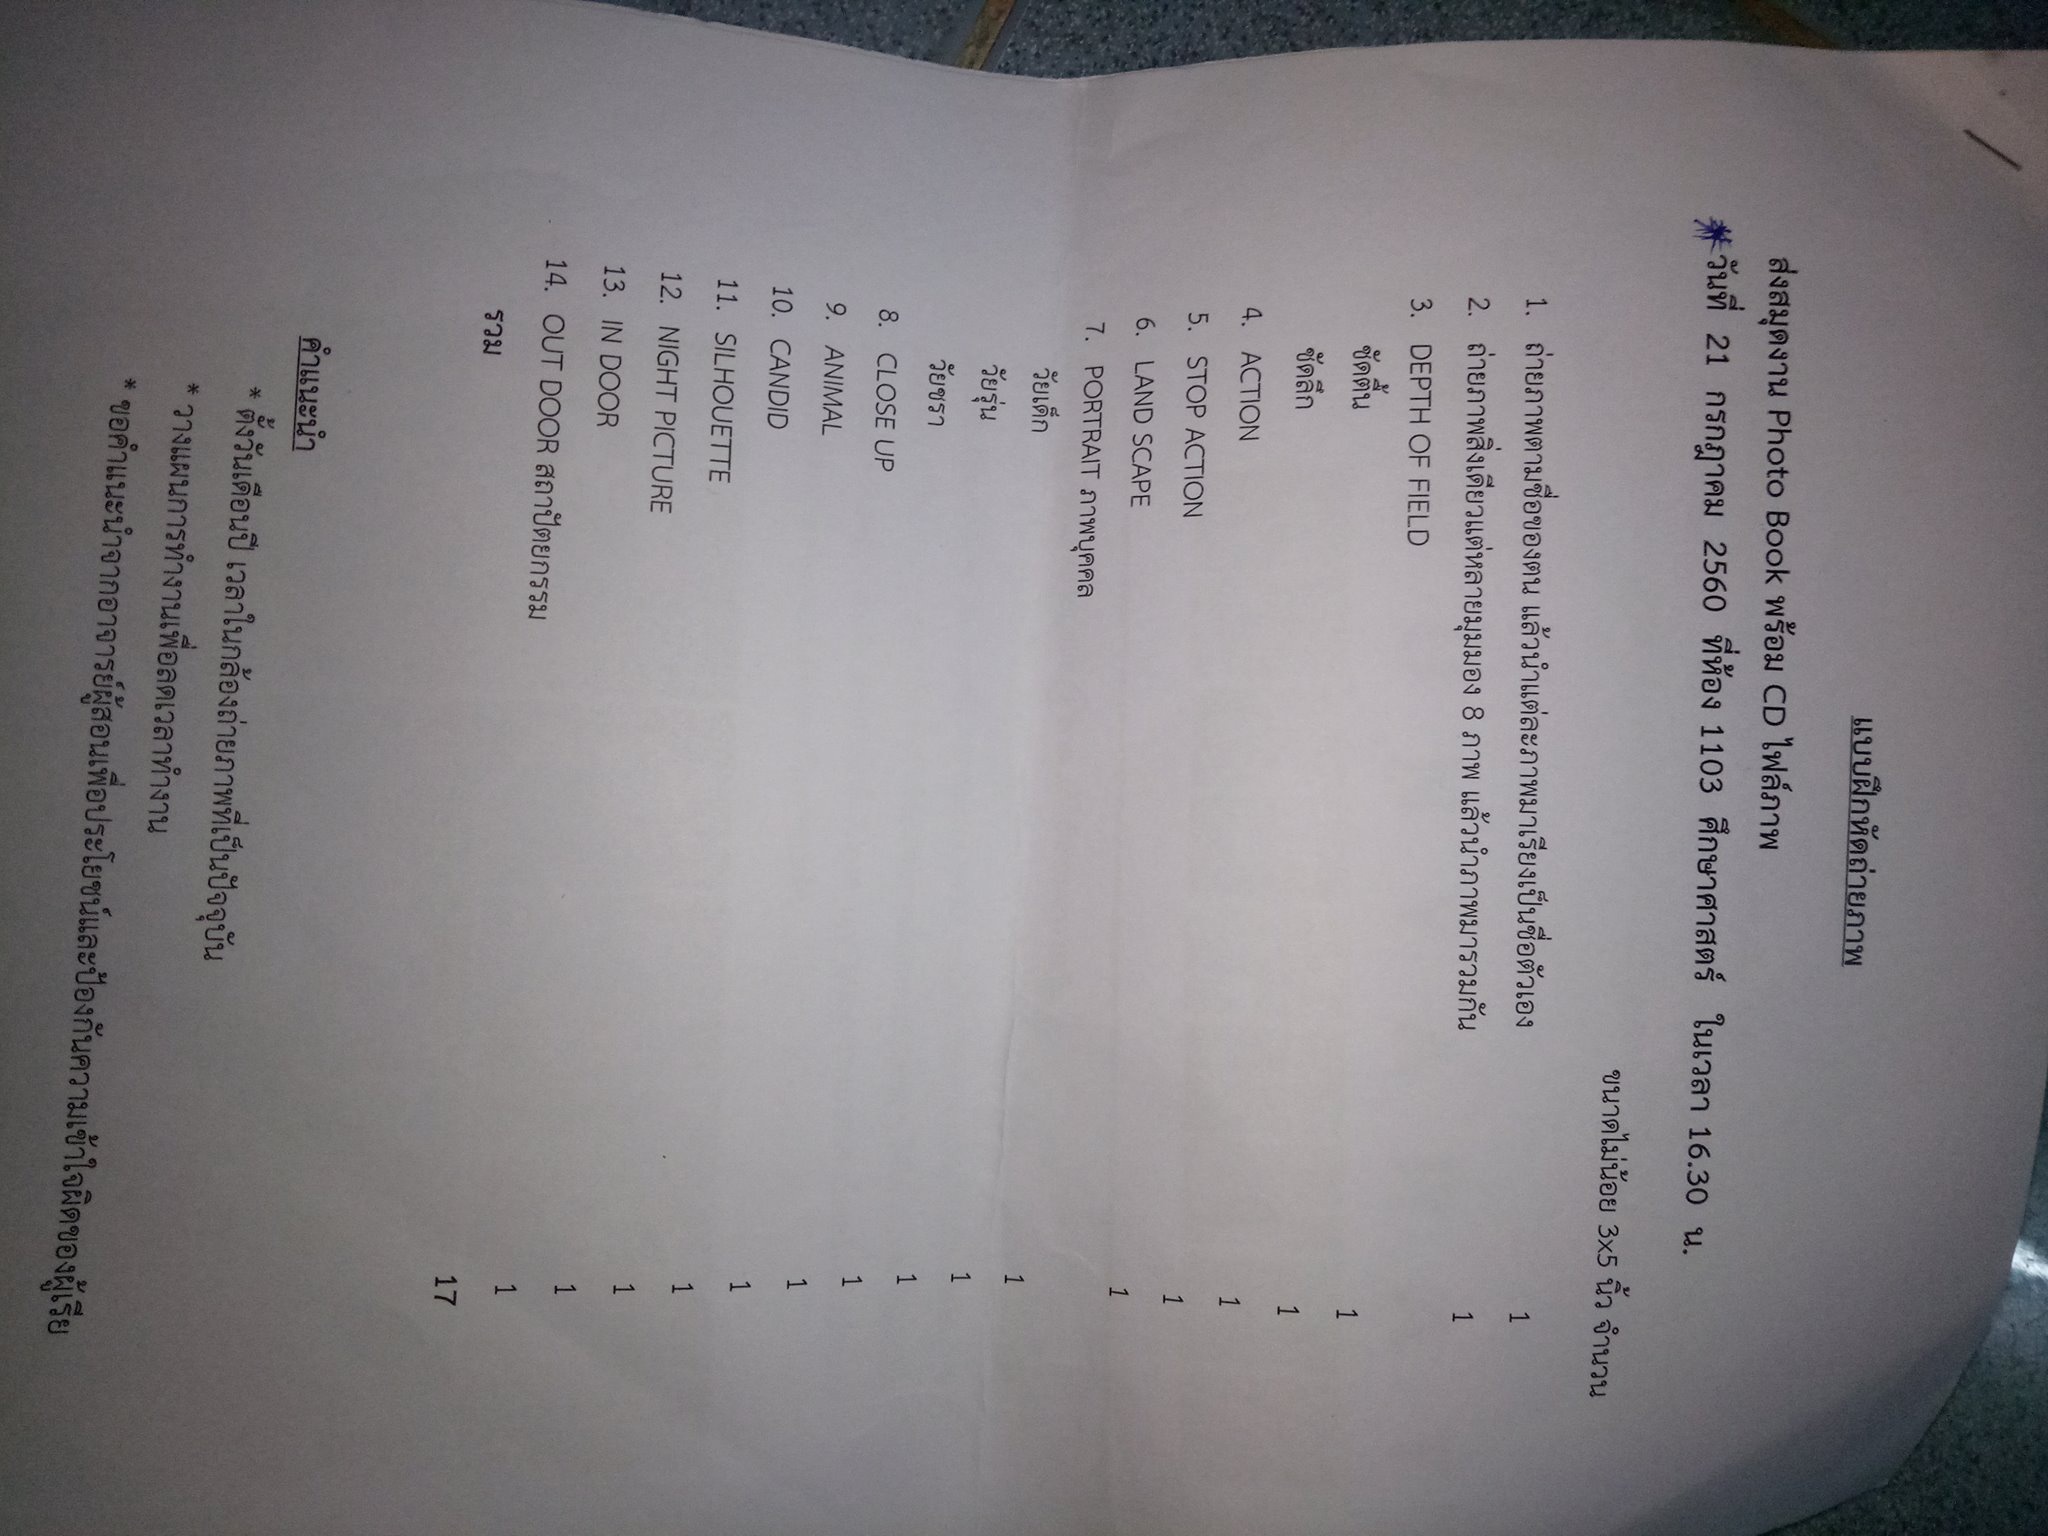 แบบฝึกหัดถ่ายภาพ
ส่งสมุดงาน Photo Book พร้อม CD ไฟล์ภาพ
*วันที่ 21 กรกฎาคม 2560 ที่ห้อง 1103 ศึกษาศาสตร์ ในเวลา 16.30 น.
ขนาดไม่น้อย 3x5 นิ้ว จำนวน
1. ถ่ายภาพตามชื่อของตน แล้วนำแต่ละภาพมาเรียงเป็นชื่อตัวเอง 1
2. ถ่ายภาพสิ่งเดียวแต่หลายมุมมอง 8 ภาพ แล้วนำภาพมารวมกัน 1
3. DEPTH OF FIELD
ชัดตื้น 1
ชัดลึก 1
4. ACTION 1
5. STOP ACTION 1
6. LAND SCAPE 1
7. PORTRAIT ภาพบุคคล
วัยเด็ก 1
วัยรุ่น 1
วัยชรา 1
8. CLOSE UP 1
9. ANIMAL 1
10. CANDID 1
11. SILHOUETTE 1
12. NIGHT PICTURE 1
13. IN DOOR 1
14. OUT DOOR สถาปัตยกรรม 1
รวม 17
คำแนะนำ
* ตั้งวันเดือนปี เวลาในกล้องถ่ายภาพที่เป็นปัจจุบัน
* วางแผนการทำงานเพื่อลดเวลาทำงาน
* ขอคำแนะนำจากอาจารย์ผู้สอนเพื่อประโยชน์และป้องกันความเข้าใจผิดของผู้เรีย